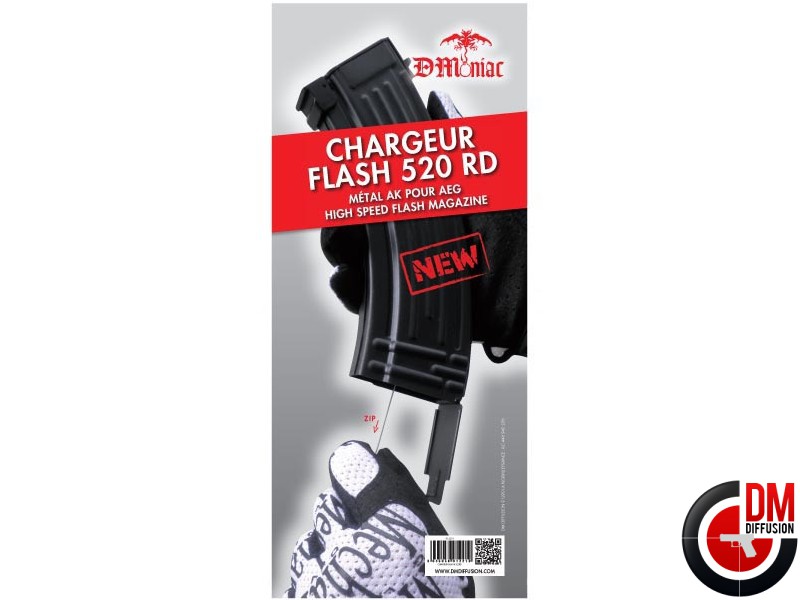 DMoniac
CHARGEUR
FLASH 520 RD
MÉTAL AK POUR AEG
HIGH SPEED FLASH MAGAZINE
NEW
ZIP
WWW.DMDIFFUSION.COM
DM
DIFFUSION